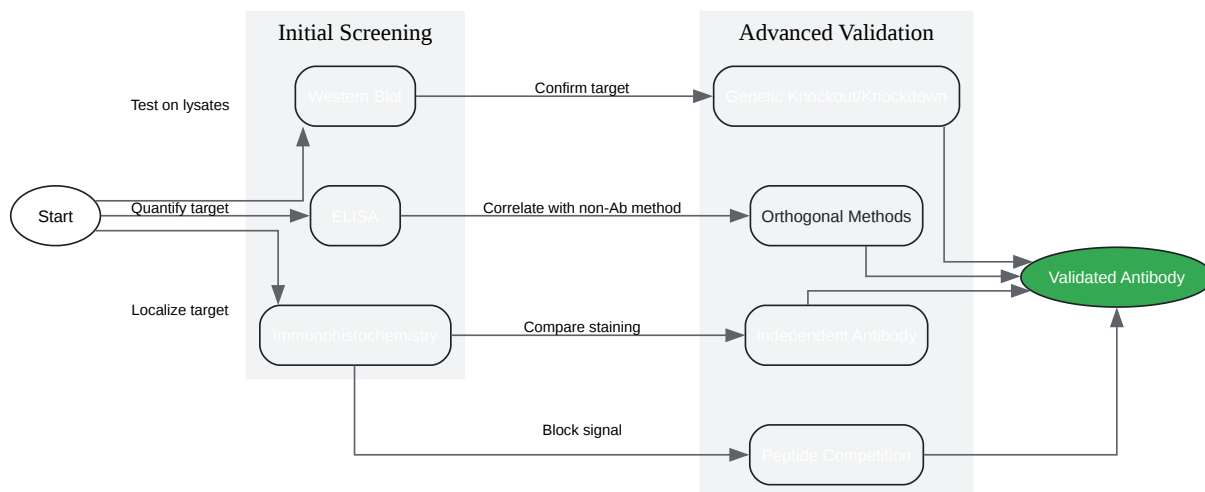 Initial Screening
Advanced Validation
Test on lysates
Western Blot
Confirm target
Genetic Knockout/Knockdown
Start
Quantify target
ELISA
Correlate with non-Ab method
Orthogonal Methods
Validated Antibody
Localize target
Immunohistochemistry
Compare staining
Independent Antibody
Block signal
Peptide Competition